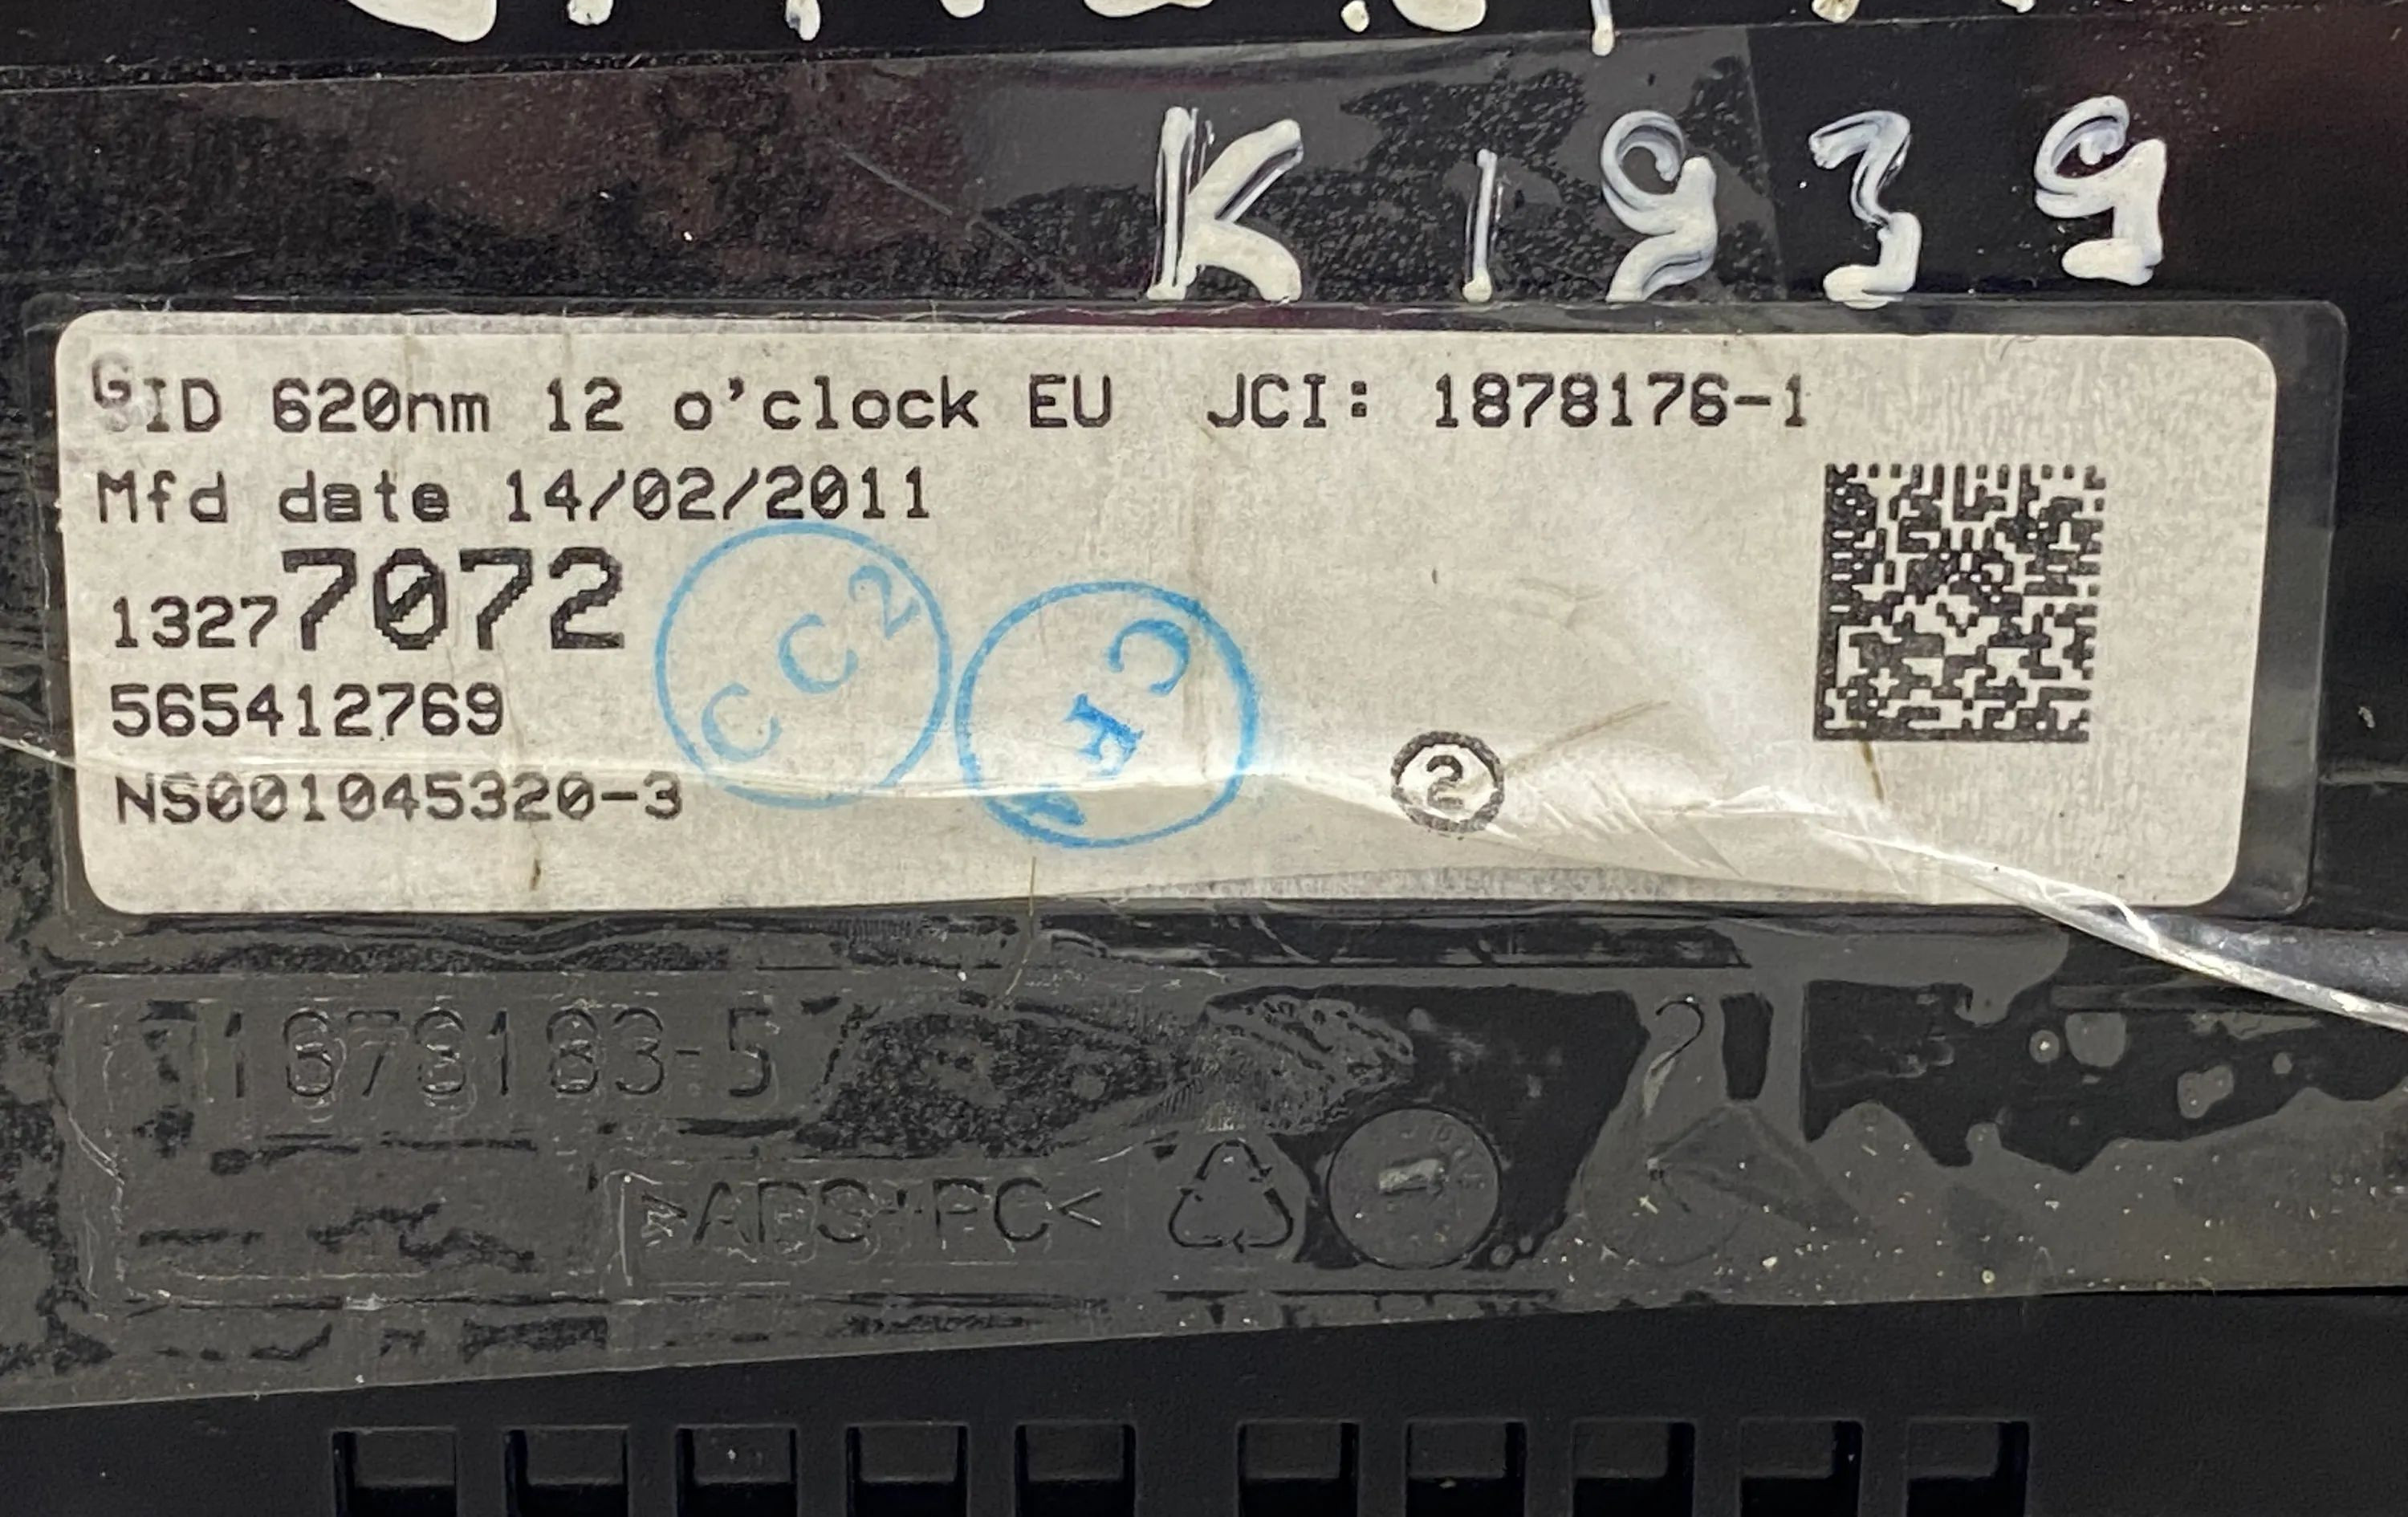 K1939
GID 620nm 12 o'clock EU JCI: 1878176-1
Mfd date 14/02/2011
13277072
CC2
565412769
NS001045320-3
2
1878183-5
>ABS+PC<